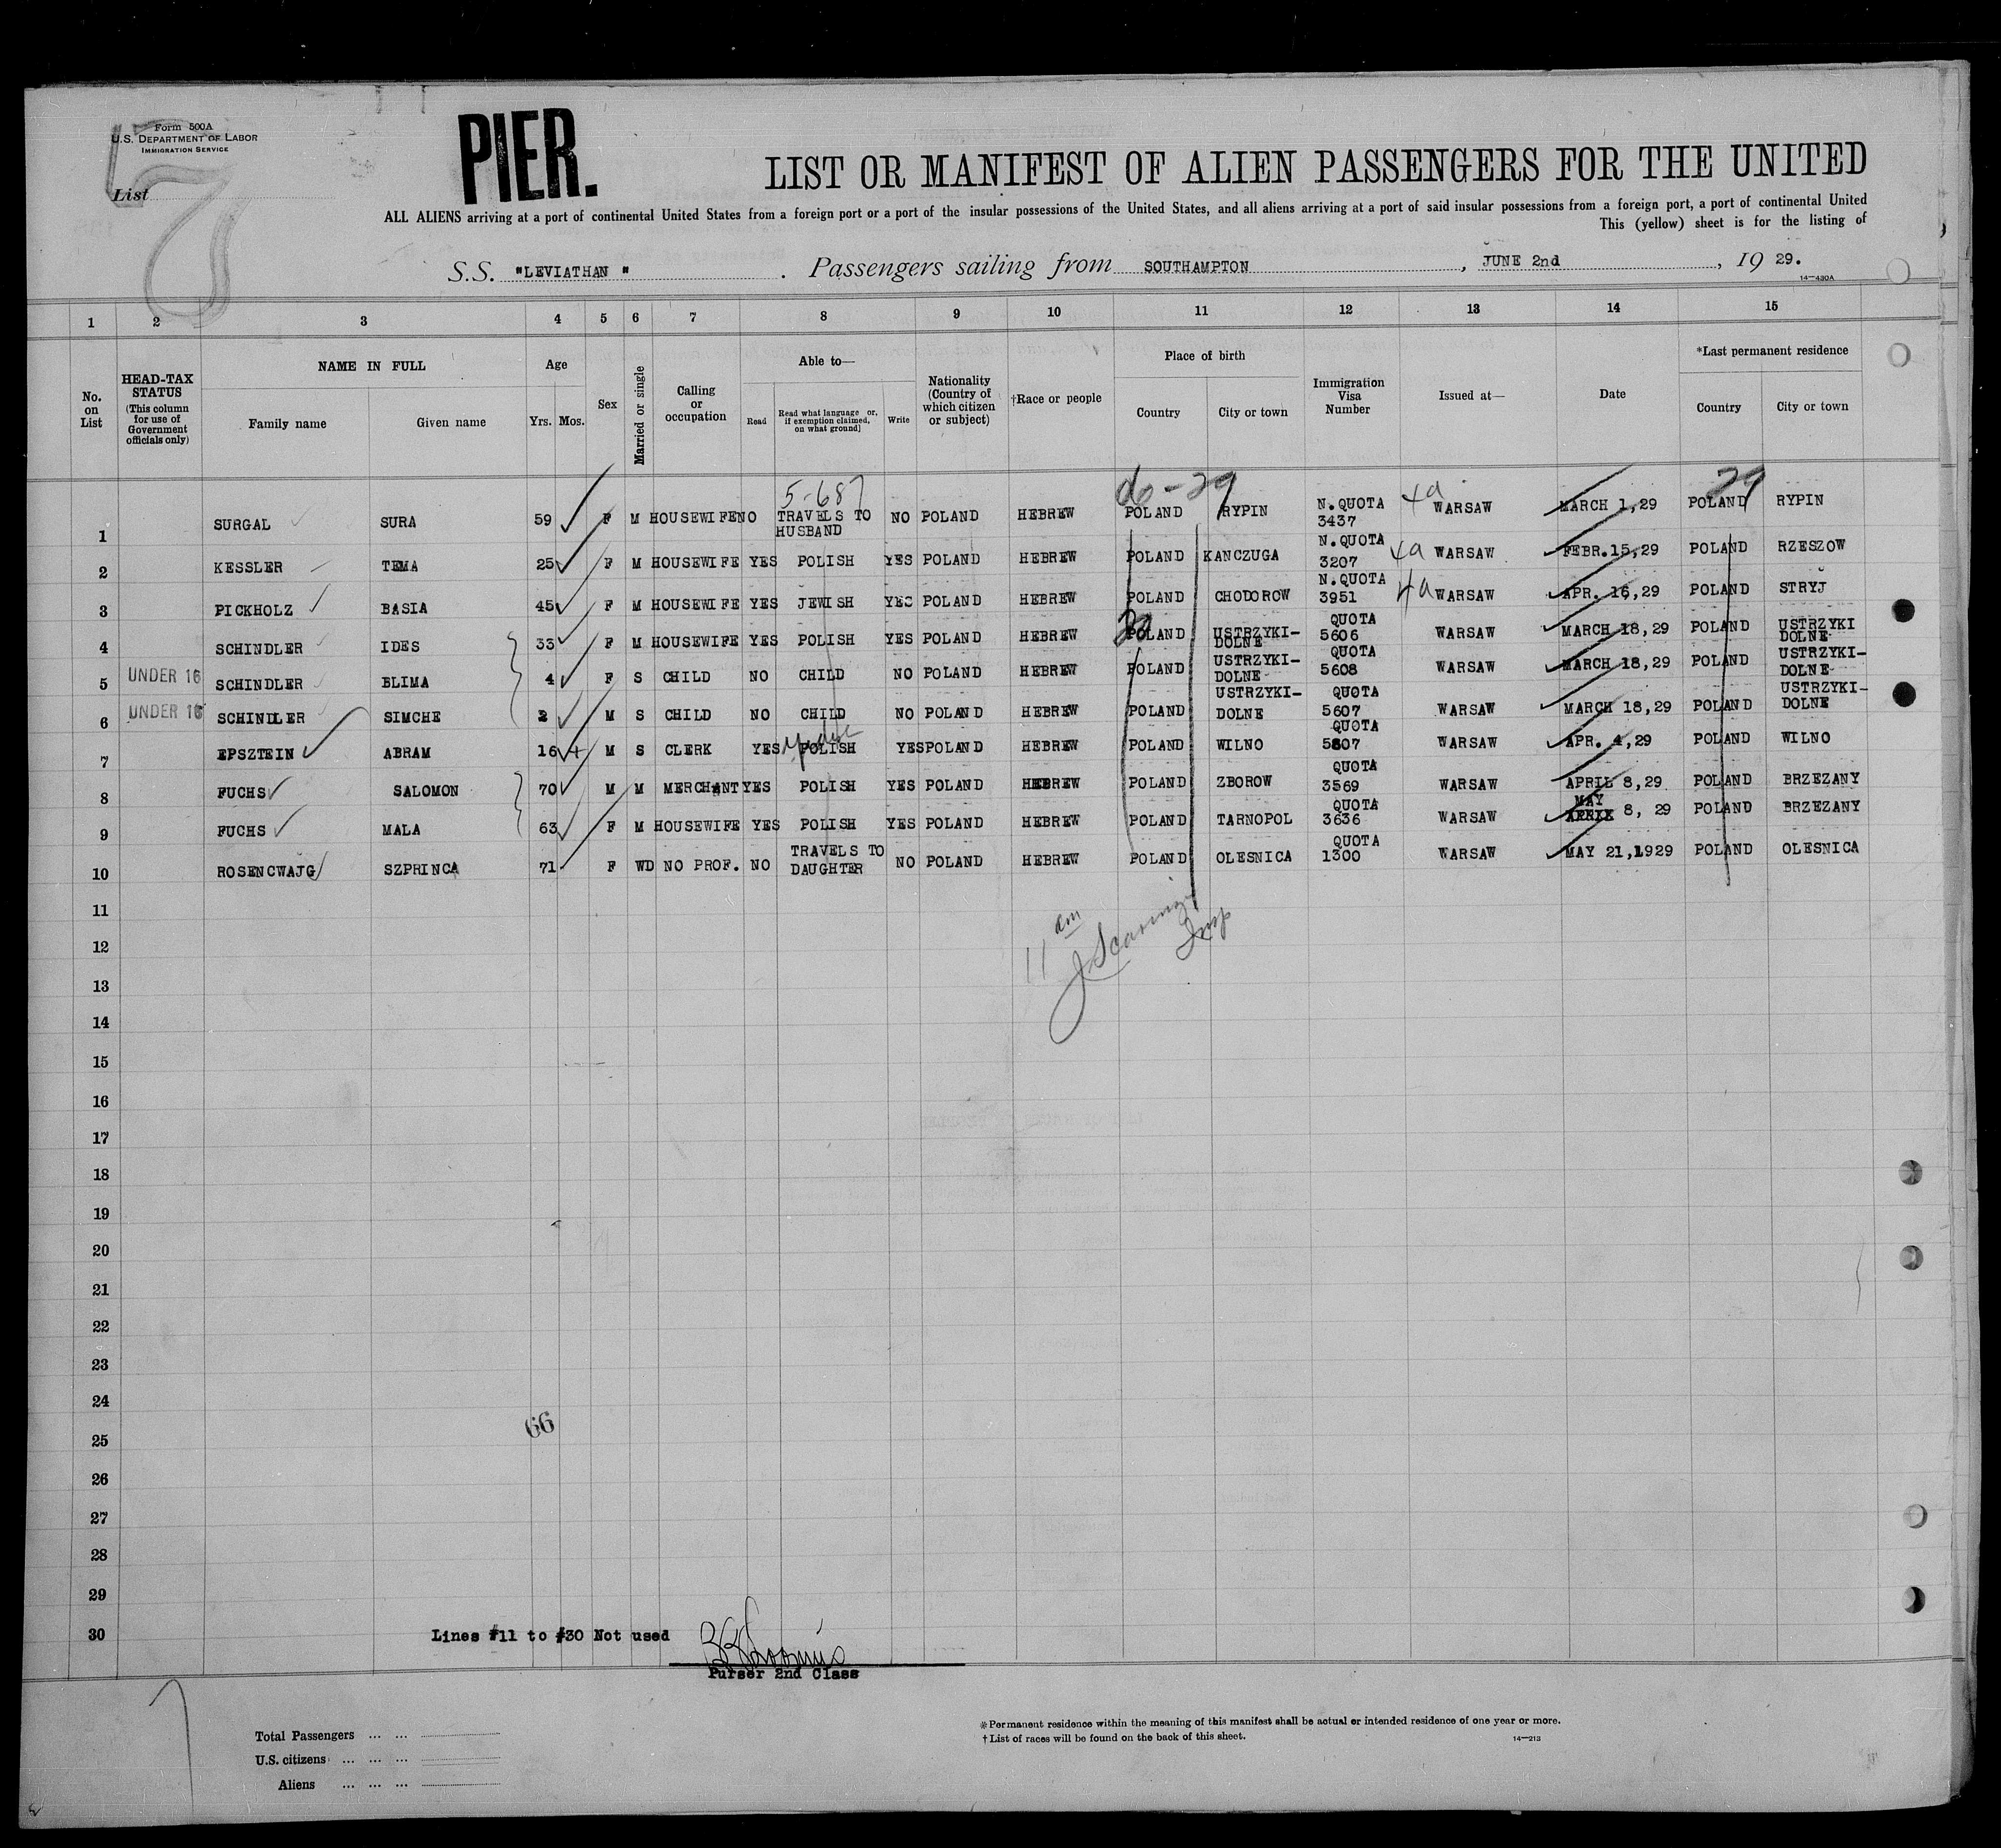 Form 500A
U.S. DEPARTMENT OF LABOR
IMMIGRATION SERVICE
List
7
PIER.
LIST OR MANIFEST OF ALIEN PASSENGERS FOR THE UNITED
ALL ALIENS arriving at a port of continental United States from a foreign port or a port of the insular possessions of the United States, and all aliens arriving at a port of said insular possessions from a foreign port, a port of continental United
This (yellow) sheet is for the listing of
S.S. "LEVIATHAN " . Passengers sailing from SOUTHAMPTON , JUNE 2nd , 19 29.
14—430A
1 2 3 4 5 6 7 8 9 10 11 12 13 14 15
No. on List
HEAD-TAX STATUS (This column for use of Government officials only)
NAME IN FULL
Family name Given name
Age
Yrs. Mos.
Sex
Married or single
Calling or occupation
Able to—
Read
Read what language or, if exemption claimed, on what ground]
Write
Nationality (Country of which citizen or subject)
†Race or people
Place of birth
Country City or town
Immigration Visa Number
Issued at—
Date
*Last permanent residence
Country City or town
5-687
29
1 SURGAL SURA 59 F M HOUSEWIFE NO TRAVELS TO HUSBAND NO POLAND HEBREW POLAND RYPIN N.QUOTA 3437 4a WARSAW MARCH 1,29 POLAND RYPIN
2 KESSLER TEMA 25 F M HOUSEWIFE YES POLISH YES POLAND HEBREW POLAND KANCZUGA N.QUOTA 3207 4a WARSAW FEBR.15,29 POLAND RZESZOW
3 PICKHOLZ BASIA 45 F M HOUSEWIFE YES JEWISH YES POLAND HEBREW POLAND CHODOROW N.QUOTA 3951 4a WARSAW APR. 16,29 POLAND STRYJ
4 SCHINDLER IDES 33 F M HOUSEWIFE YES POLISH YES POLAND HEBREW POLAND USTRZYKI-DOLNE QUOTA 5606 WARSAW MARCH 18,29 POLAND USTRZYKI DOLNE
5 UNDER 16 SCHINDLER BLIMA 4 F S CHILD NO CHILD NO POLAND HEBREW POLAND USTRZYKI-DOLNE QUOTA 5608 WARSAW MARCH 18,29 POLAND USTRZYKI-DOLNE
6 UNDER 16 SCHINDLER SIMCHE 2 M S CHILD NO CHILD NO POLAND HEBREW POLAND USTRZYKI-DOLNE QUOTA 5607 WARSAW MARCH 18,29 POLAND USTRZYKI-DOLNE
7 EPSZTEIN ABRAM 16 M S CLERK YES POLISH YES POLAND HEBREW POLAND WILNO QUOTA 5807 WARSAW APR. 4,29 POLAND WILNO
8 FUCHS SALOMON 70 M M MERCHANT YES POLISH YES POLAND HEBREW POLAND ZBOROW QUOTA 3569 WARSAW APRIL 8,29 POLAND BRZEZANY
9 FUCHS MALA 63 F M HOUSEWIFE YES POLISH YES POLAND HEBREW POLAND TARNOPOL QUOTA 3636 WARSAW MAY 8, 29 POLAND BRZEZANY
10 ROSENCWAJG SZPRINCA 71 F WD NO PROF. NO TRAVELS TO DAUGHTER NO POLAND HEBREW POLAND OLESNICA QUOTA 1300 WARSAW MAY 21,1929 POLAND OLESNICA
11
12
13
14
15
16
17
18
19
20
21
22
23
24
25
26
27
28
29
30
11 am
Insp
66
Lines #11 to #30 Not used
Purser 2nd Class
Total Passengers ... ...
U.S. citizens ... ... ...
Aliens ... ... ...
*Permanent residence within the meaning of this manifest shall be actual or intended residence of one year or more.
† List of races will be found on the back of this sheet.
14—213